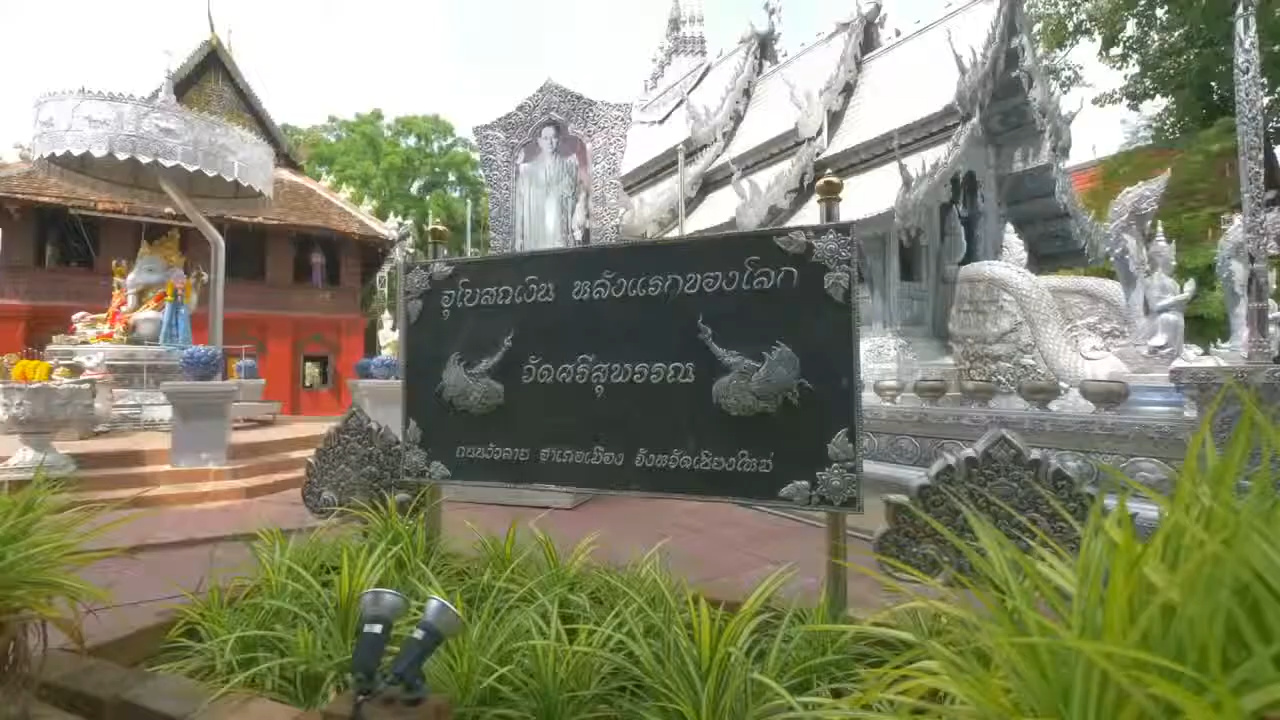 อุโบสถเงิน หลังแรกของโลก
วัดศรีสุพรรณ
ถนนวัวลาย อำเภอเมือง จังหวัดเชียงใหม่